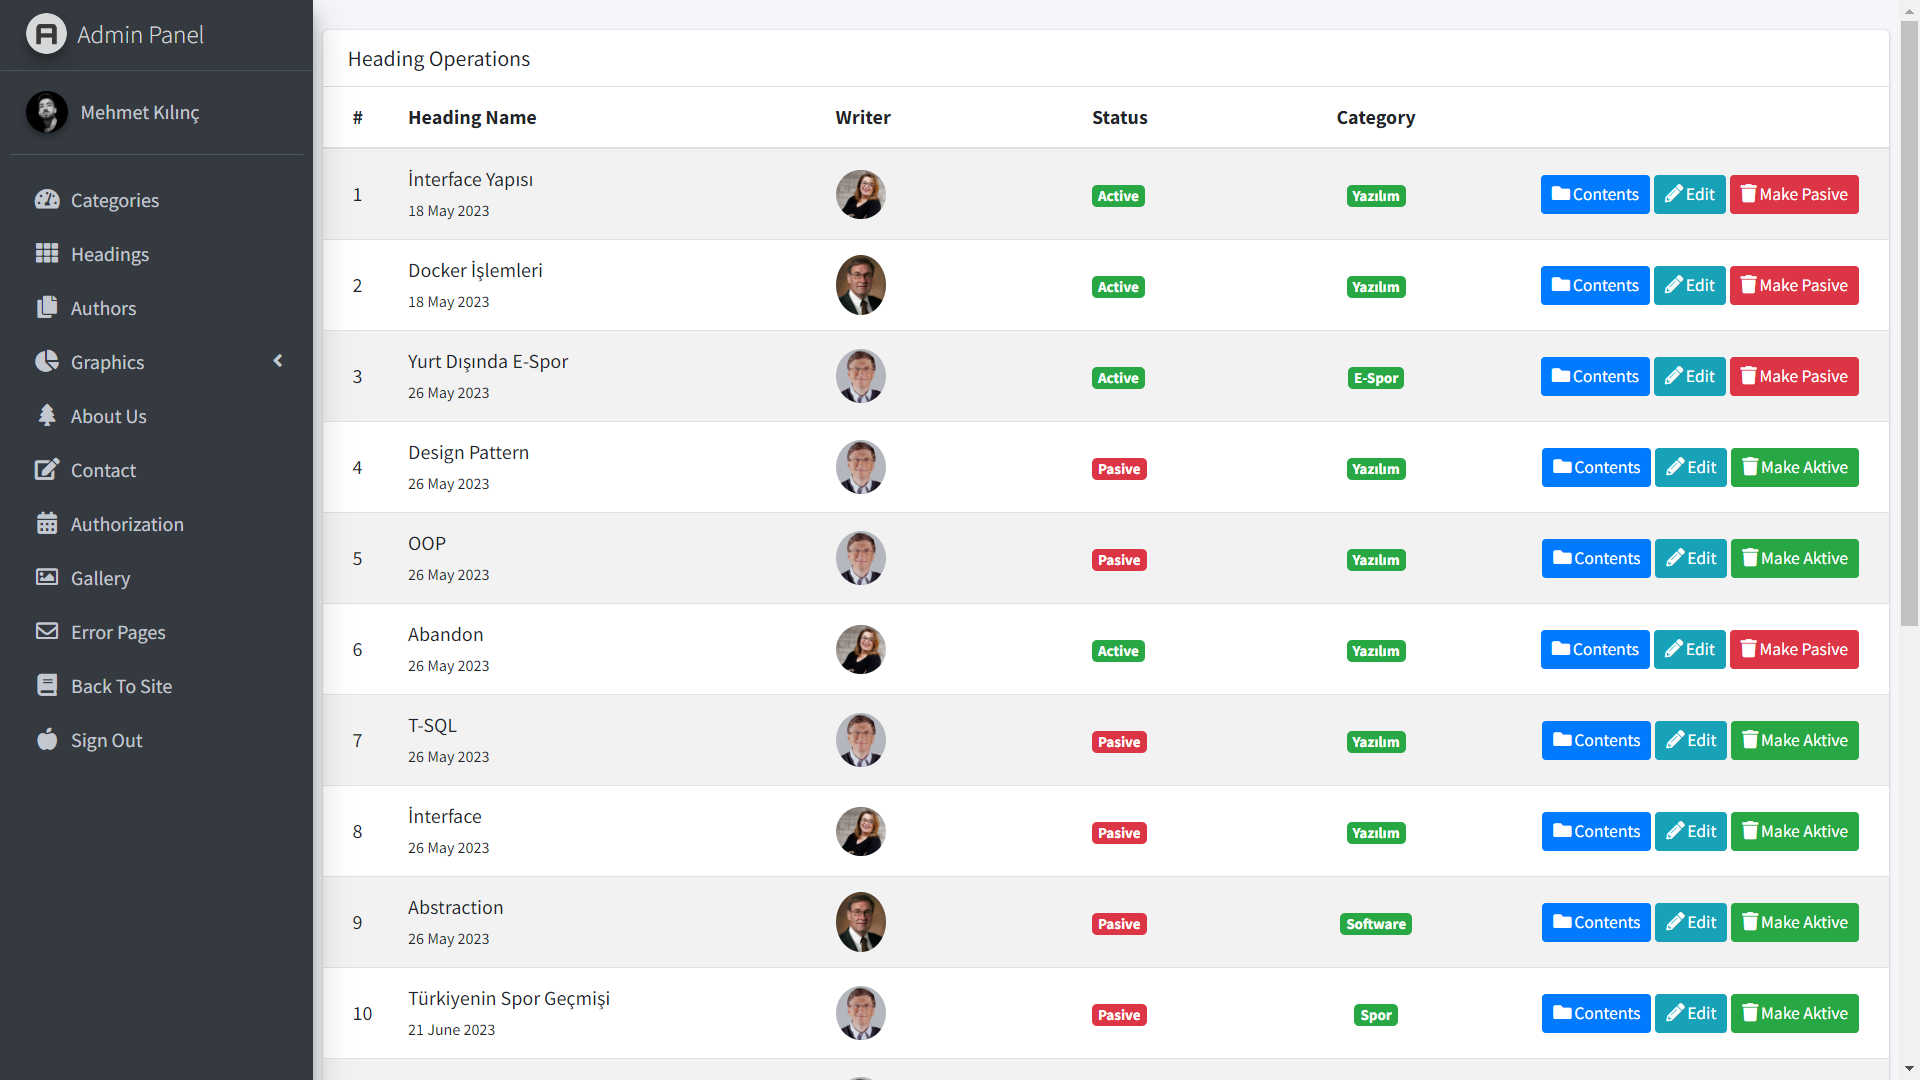 Admin Panel
Mehmet Kılınç
Categories
Headings
Authors
Graphics
About Us
Contact
Authorization
Gallery
Error Pages
Back To Site
Sign Out
Heading Operations
# Heading Name Writer Status Category
1 İnterface Yapısı 18 May 2023 Active Yazılım Contents Edit Make Pasive
2 Docker İşlemleri 18 May 2023 Active Yazılım Contents Edit Make Pasive
3 Yurt Dışında E-Spor 26 May 2023 Active E-Spor Contents Edit Make Pasive
4 Design Pattern 26 May 2023 Pasive Yazılım Contents Edit Make Aktive
5 OOP 26 May 2023 Pasive Yazılım Contents Edit Make Aktive
6 Abandon 26 May 2023 Active Yazılım Contents Edit Make Pasive
7 T-SQL 26 May 2023 Pasive Yazılım Contents Edit Make Aktive
8 İnterface 26 May 2023 Pasive Yazılım Contents Edit Make Aktive
9 Abstraction 26 May 2023 Pasive Software Contents Edit Make Aktive
10 Türkiyenin Spor Geçmişi 21 June 2023 Pasive Spor Contents Edit Make Aktive